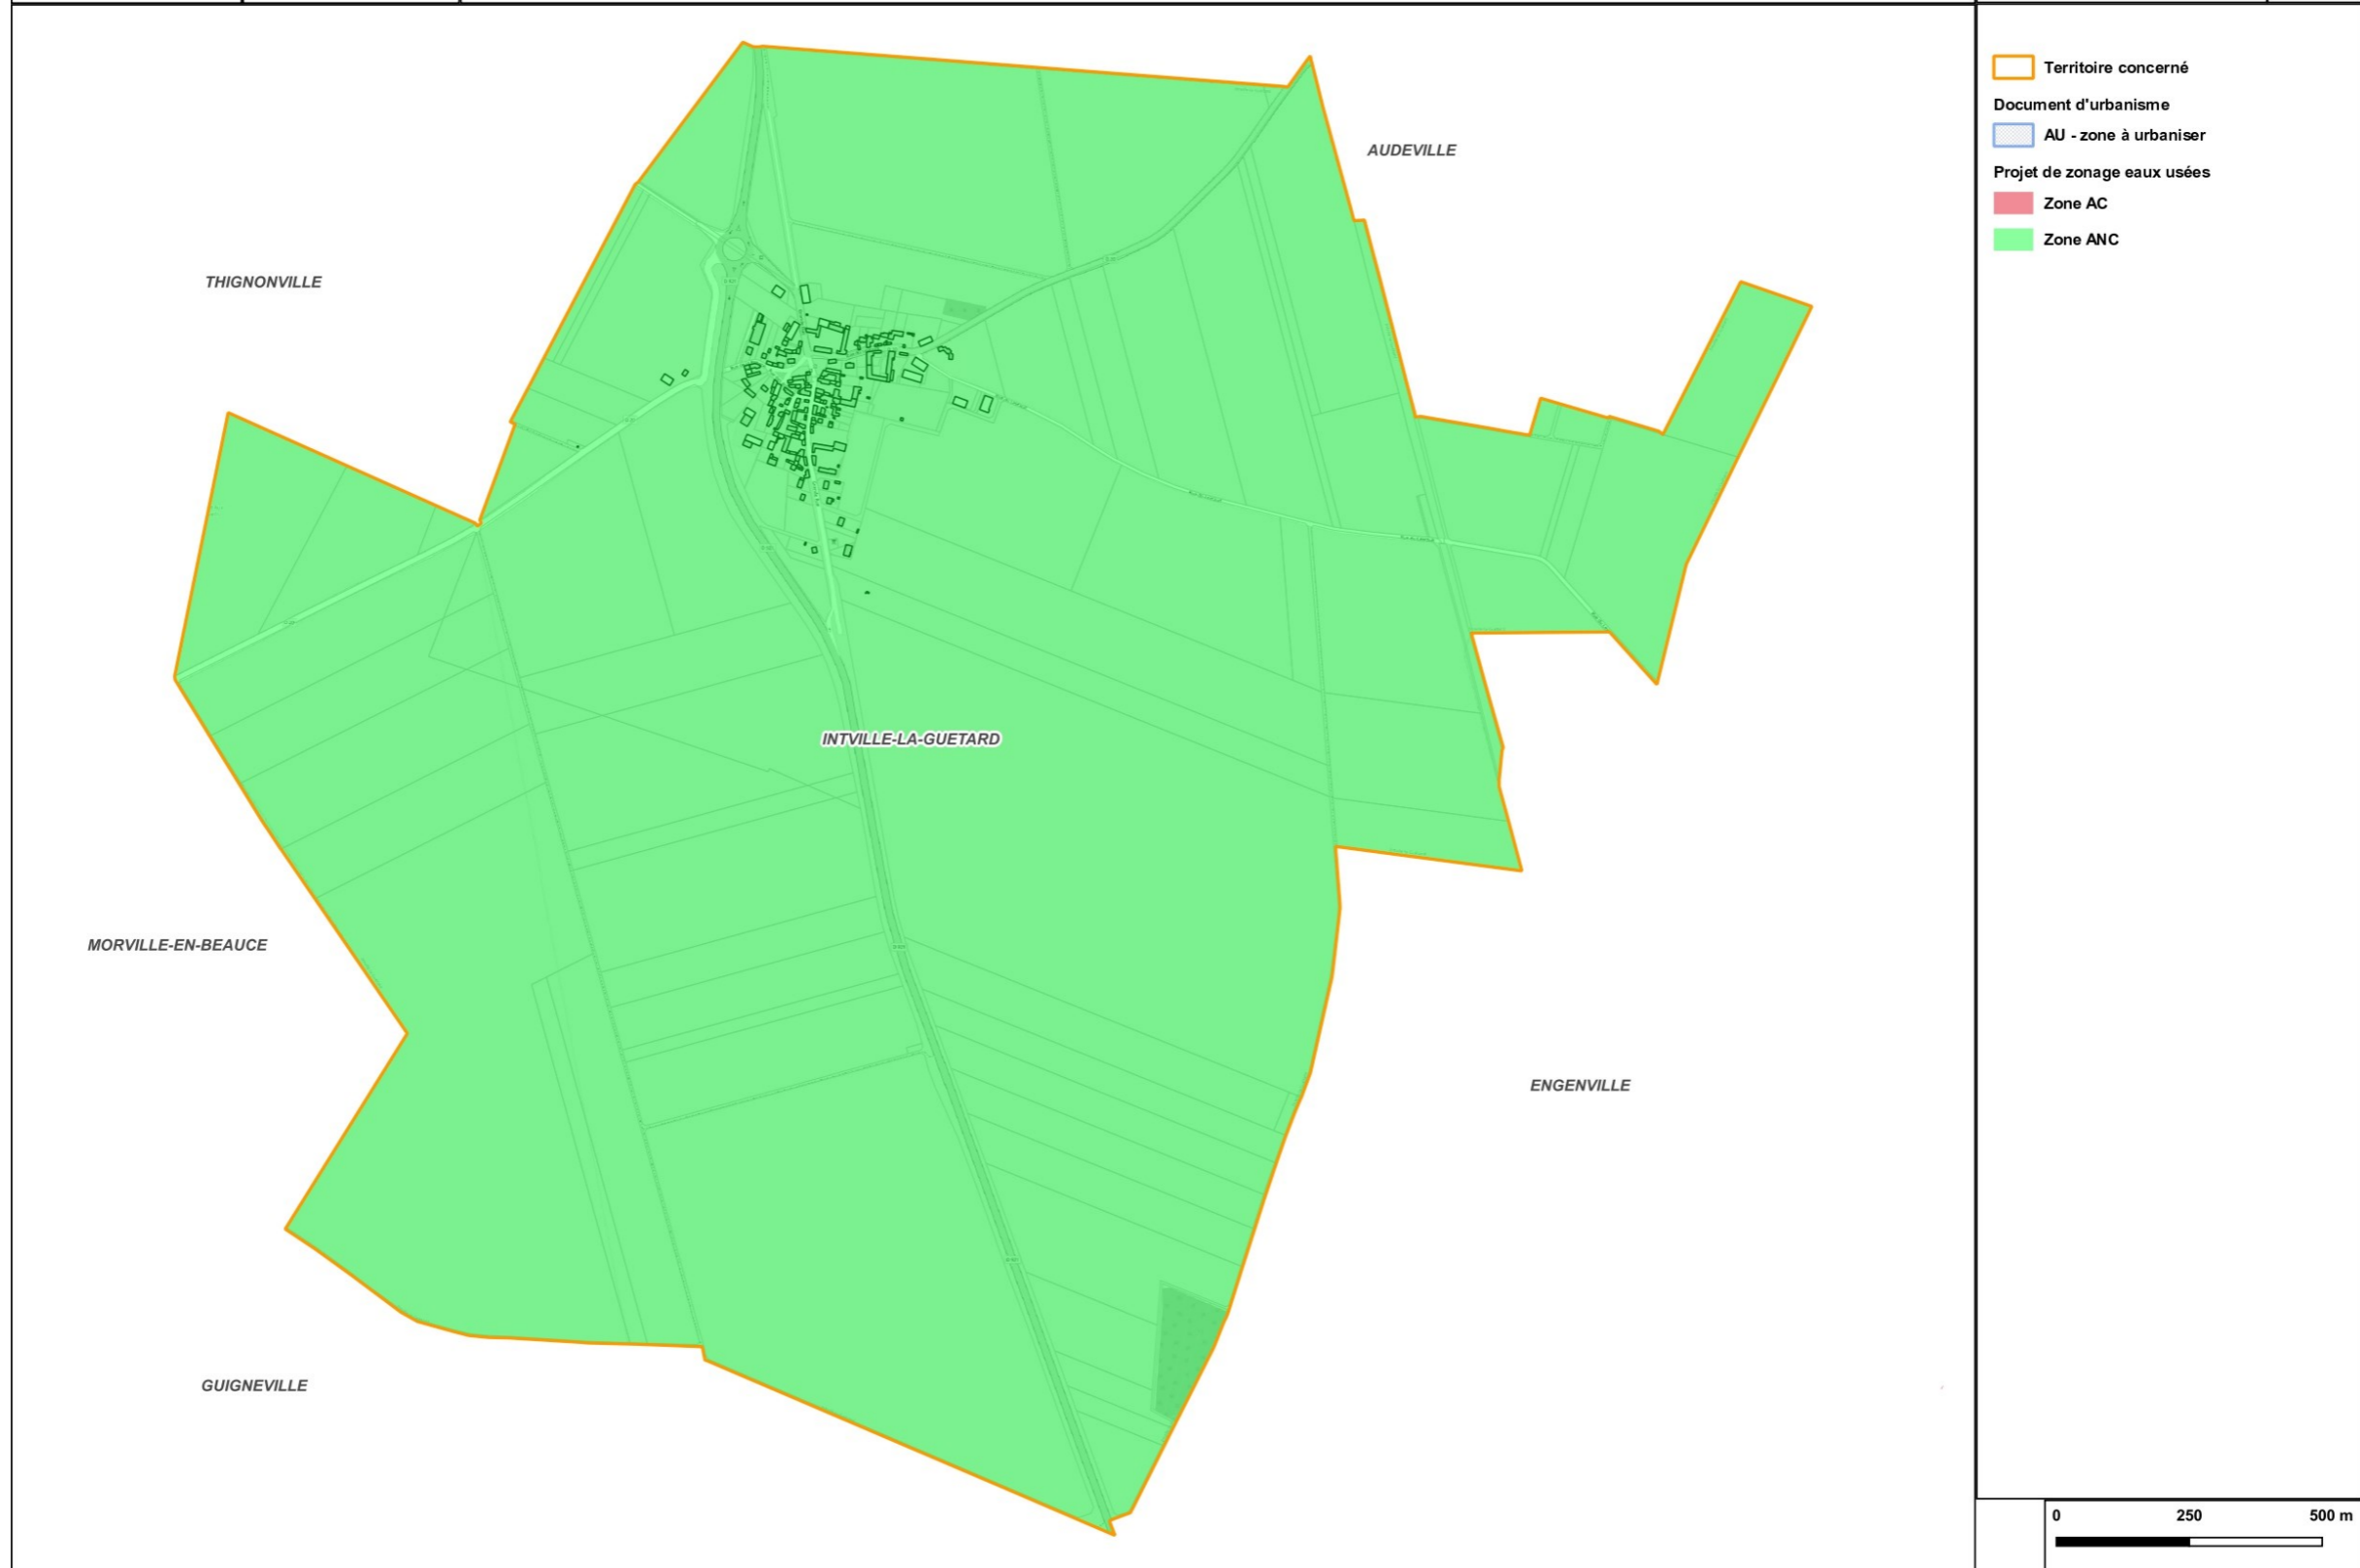 AUDEVILLE
THIGNONVILLE
INTVILLE-LA-GUETARD
MORVILLE-EN-BEAUCE
ENGENVILLE
GUIGNEVILLE
Territoire concerné
Document d'urbanisme
AU - zone à urbaniser
Projet de zonage eaux usées
Zone AC
Zone ANC
0 250 500 m